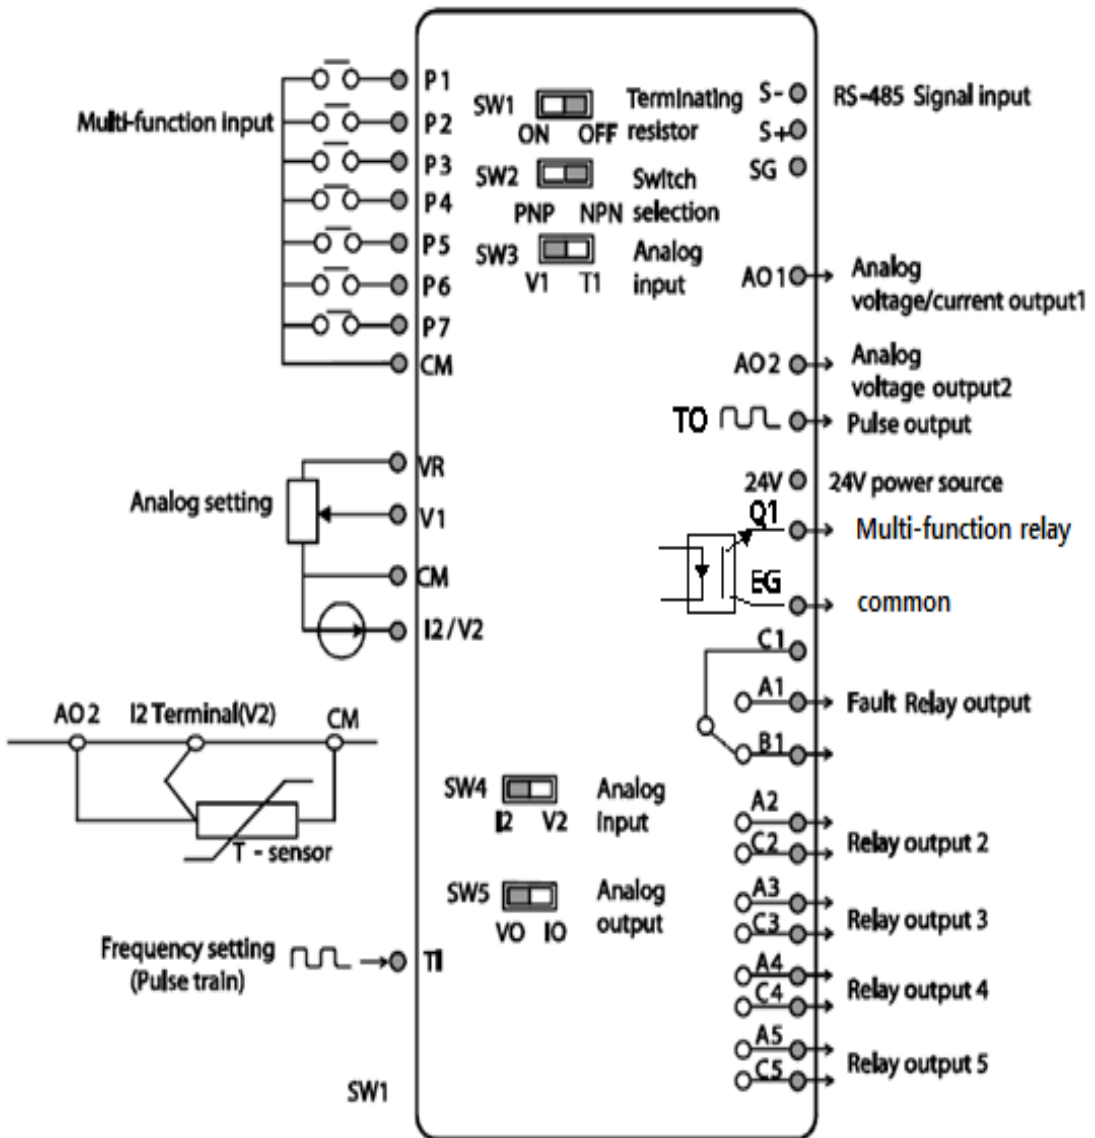 Multi-function input
P1
P2
P3
P4
P5
P6
P7
CM
SW1
ON OFF
Terminating
resistor
SW2
PNP NPN
Switch
selection
SW3
V1 T1
Analog
input
S-
S+
SG
RS-485 Signal input
AO1
Analog
voltage/current output1
AO2
Analog
voltage output2
TO
Pulse output
24V
24V power source
Q1
Multi-function relay
EG
common
C1
A1
B1
Fault Relay output
Analog setting
VR
V1
CM
I2/V2
AO2
I2 Terminal(V2)
CM
T - sensor
SW4
I2 V2
Analog
Input
SW5
VO IO
Analog
output
A2
C2
Relay output 2
A3
C3
Relay output 3
A4
C4
Relay output 4
A5
C5
Relay output 5
Frequency setting
(Pulse train)
TI
SW1